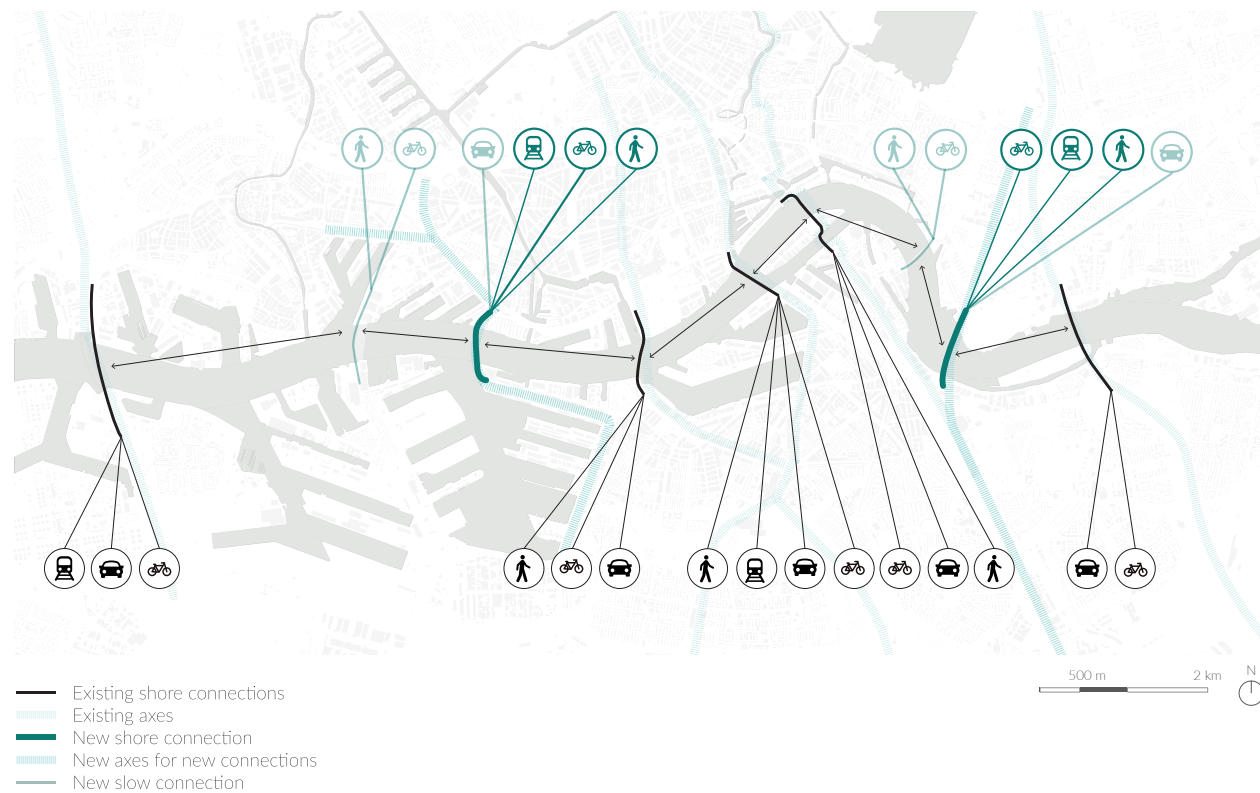 500 m
2 km
N
Existing shore connections
Existing axes
New shore connection
New axes for new connections
New slow connection